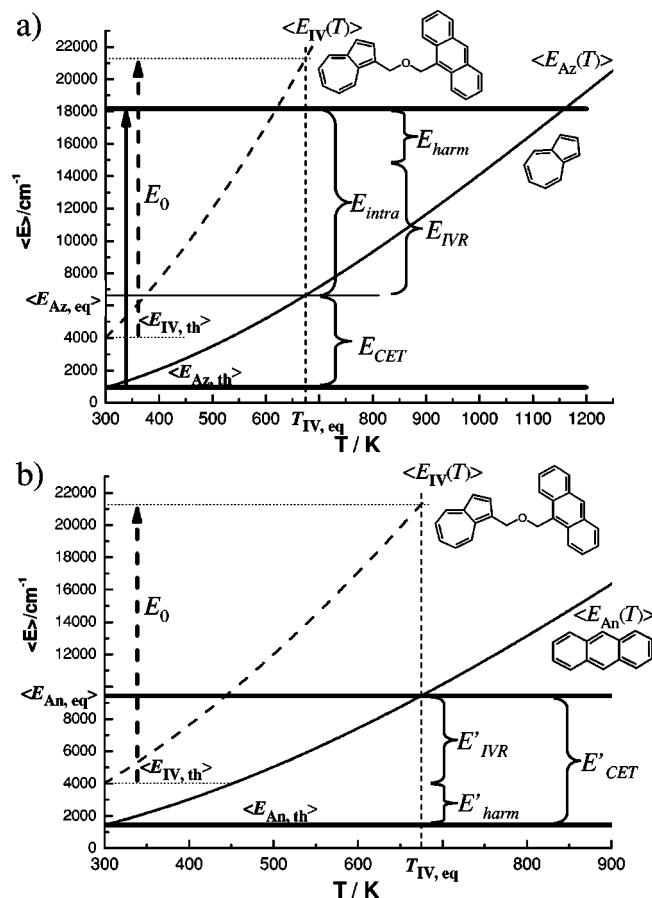 a)
<E_IV(T)>
<E_Az(T)>
O
22000
20000
18000
16000
14000
12000
10000
8000
<E_Az, eq>
6000
4000
2000
0
<E>/cm⁻¹
E_0
E_harm
E_intra
E_IVR
<E_IV, th>
E_CET
<E_Az, th>
300 400 500 600 700 800 900 1000 1100 1200
T_IV, eq
T / K
b)
<E_IV(T)>
O
22000
20000
18000
16000
14000
12000
<E_An, eq>
8000
6000
4000
2000
0
<E>/cm⁻¹
E_0
<E_An(T)>
E'_IVR
E'_CET
<E_IV, th>
E'_harm
<E_An, th>
300 400 500 600 700 800 900
T_IV, eq
T / K